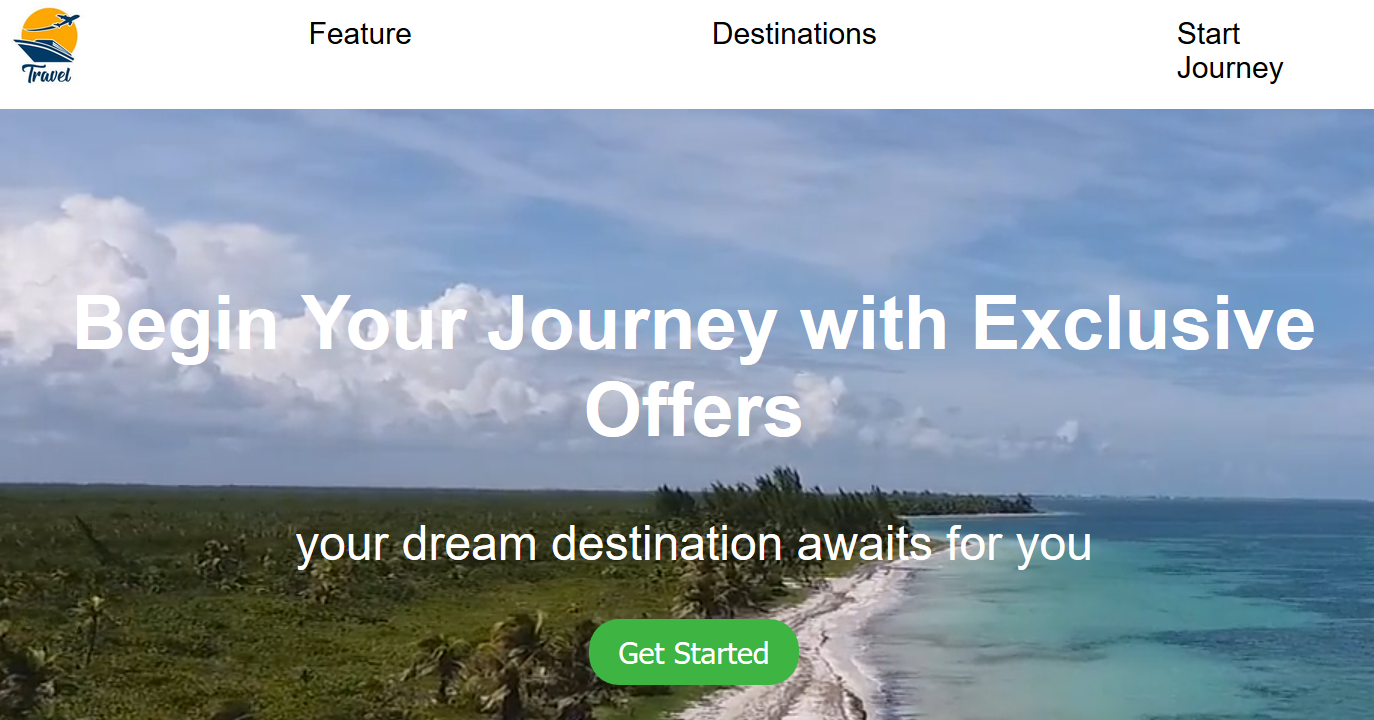 Travel
Feature
Destinations
Start
Journey
Begin Your Journey with Exclusive
Offers
your dream destination awaits for you
Get Started